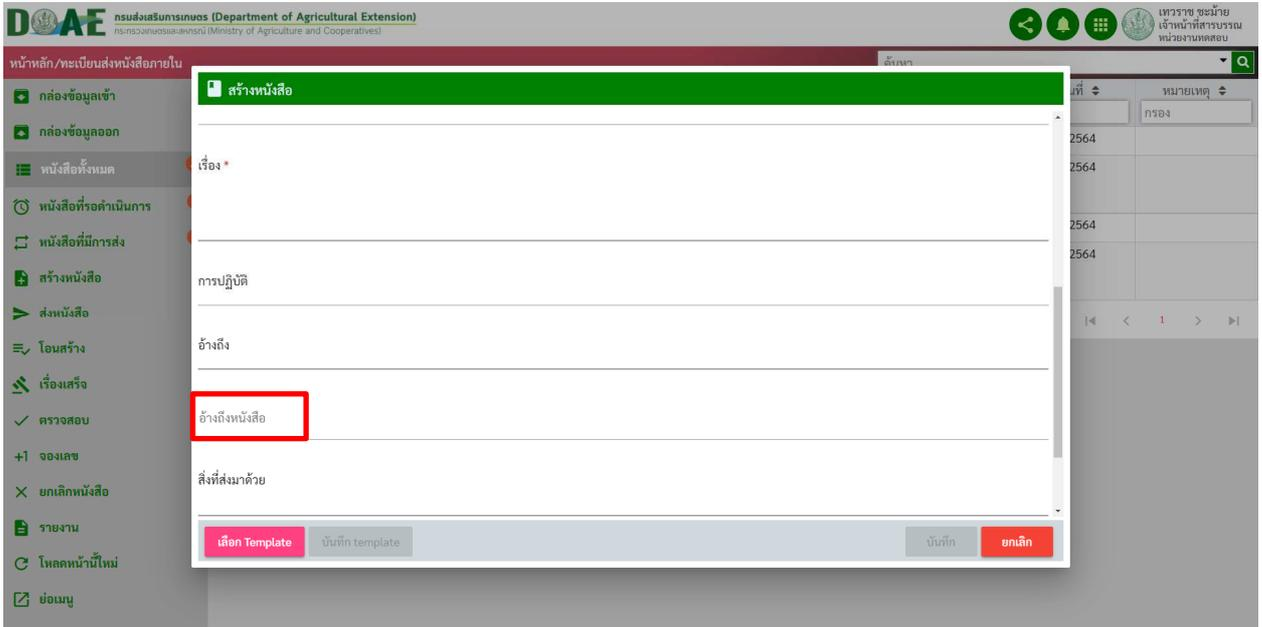 DOAE กรมส่งเสริมการเกษตร (Department of Agricultural Extension)
กระทรวงเกษตรและสหกรณ์ (Ministry of Agriculture and Cooperatives)
เทวราช ชะม้าย
เจ้าหน้าที่สารบรรณ
หน่วยงานทดสอบ
หน้าหลัก/ทะเบียนส่งหนังสือภายใน
ค้นหา
สร้างหนังสือ
หมายเหตุ
กรอง
กล่องข้อมูลเข้า
กล่องข้อมูลออก
หนังสือทั้งหมด
หนังสือที่รอดำเนินการ
หนังสือที่มีการส่ง
สร้างหนังสือ
ส่งหนังสือ
โอนสร้าง
เรื่องเสร็จ
ตรวจสอบ
+1 จองเลข
ยกเลิกหนังสือ
รายงาน
โหลดหน้านี้ใหม่
ย่อเมนู
เรื่อง *
การปฏิบัติ
อ้างถึง
อ้างถึงหนังสือ
สิ่งที่ส่งมาด้วย
เลือก Template
บันทึก template
บันทึก
ยกเลิก
2564
2564
2564
2564
1